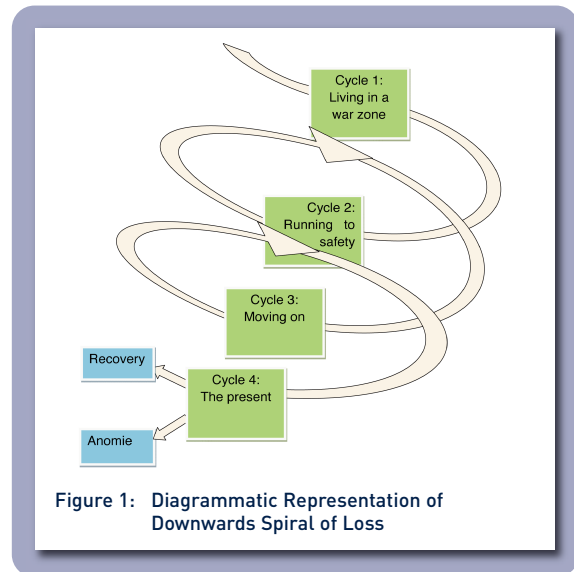 Cycle 1:
Living in a
war zone
Cycle 2:
Running to
safety
Cycle 3:
Moving on
Cycle 4:
The present
Recovery
Anomie
Figure 1: Diagrammatic Representation of
Downwards Spiral of Loss